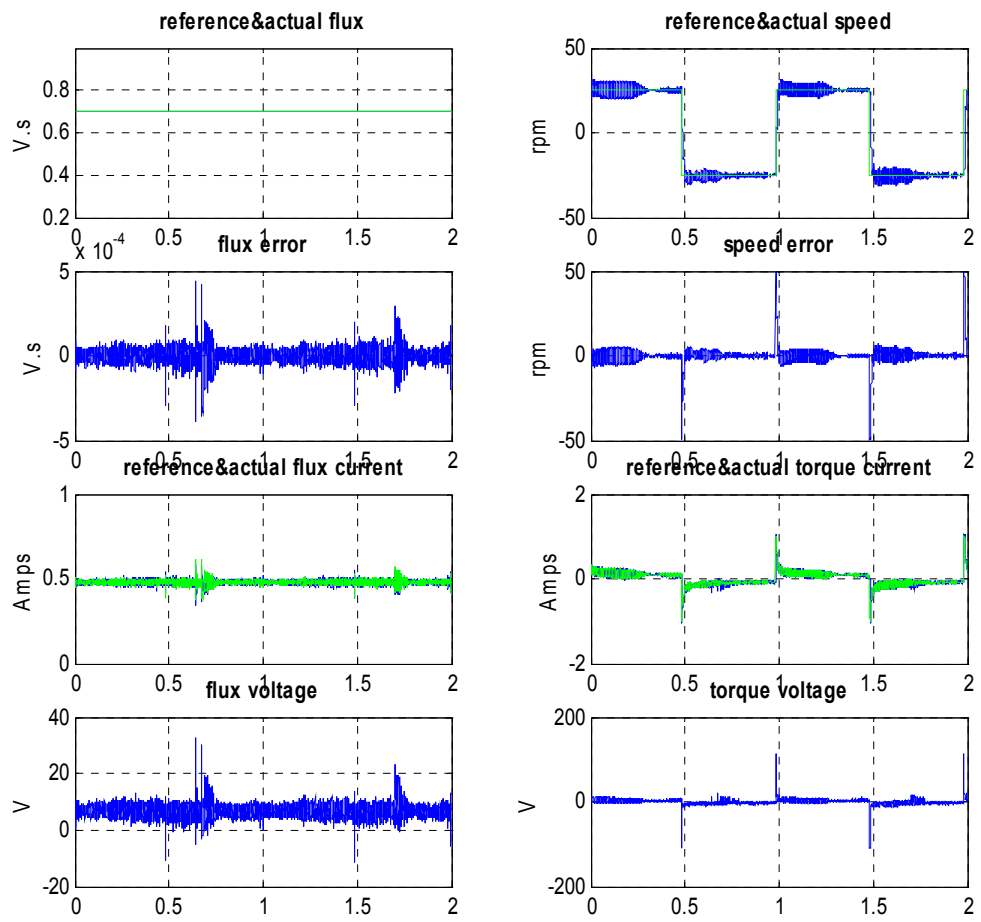 reference&actual flux
0.8
0.6
0.4
0.2
V.s
0 0.5 1 1.5 2
reference&actual speed
50
0
-50
rpm
0 0.5 1 1.5 2
x 10^-4
flux error
5
0
-5
V.s
0 0.5 1 1.5 2
speed error
50
0
50
rpm
0 0.5 1 1.5 2
reference&actual flux current
1
0.5
0
Amps
0 0.5 1 1.5 2
reference&actual torque current
2
0
-2
Amps
0 0.5 1 1.5 2
flux voltage
40
20
0
-20
V
0 0.5 1 1.5 2
torque voltage
200
0
-200
V
0 0.5 1 1.5 2